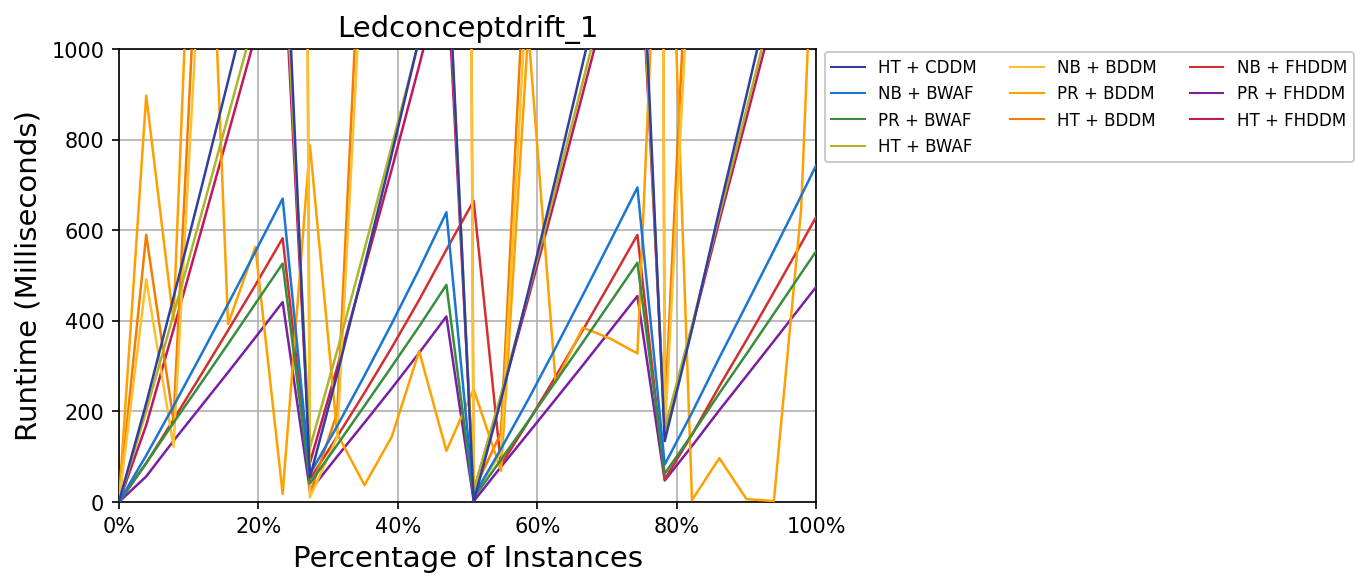 Ledconceptdrift_1
Runtime (Milliseconds)
1000
800
600
400
200
0
0%
20%
40%
60%
80%
100%
Percentage of Instances
HT + CDDM
NB + BWAF
PR + BWAF
HT + BWAF
NB + BDDM
PR + BDDM
HT + BDDM
NB + FHDDM
PR + FHDDM
HT + FHDDM